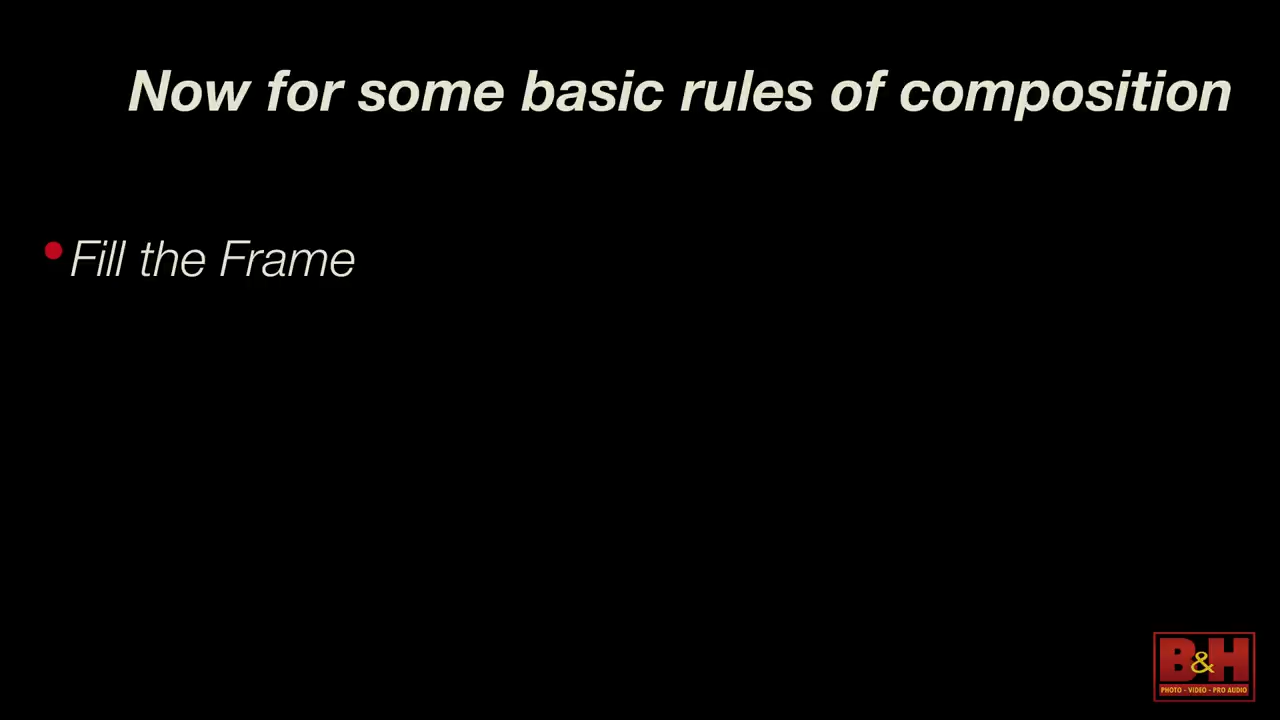 Now for some basic rules of composition
• Fill the Frame
B&H
PHOTO - VIDEO - PRO AUDIO